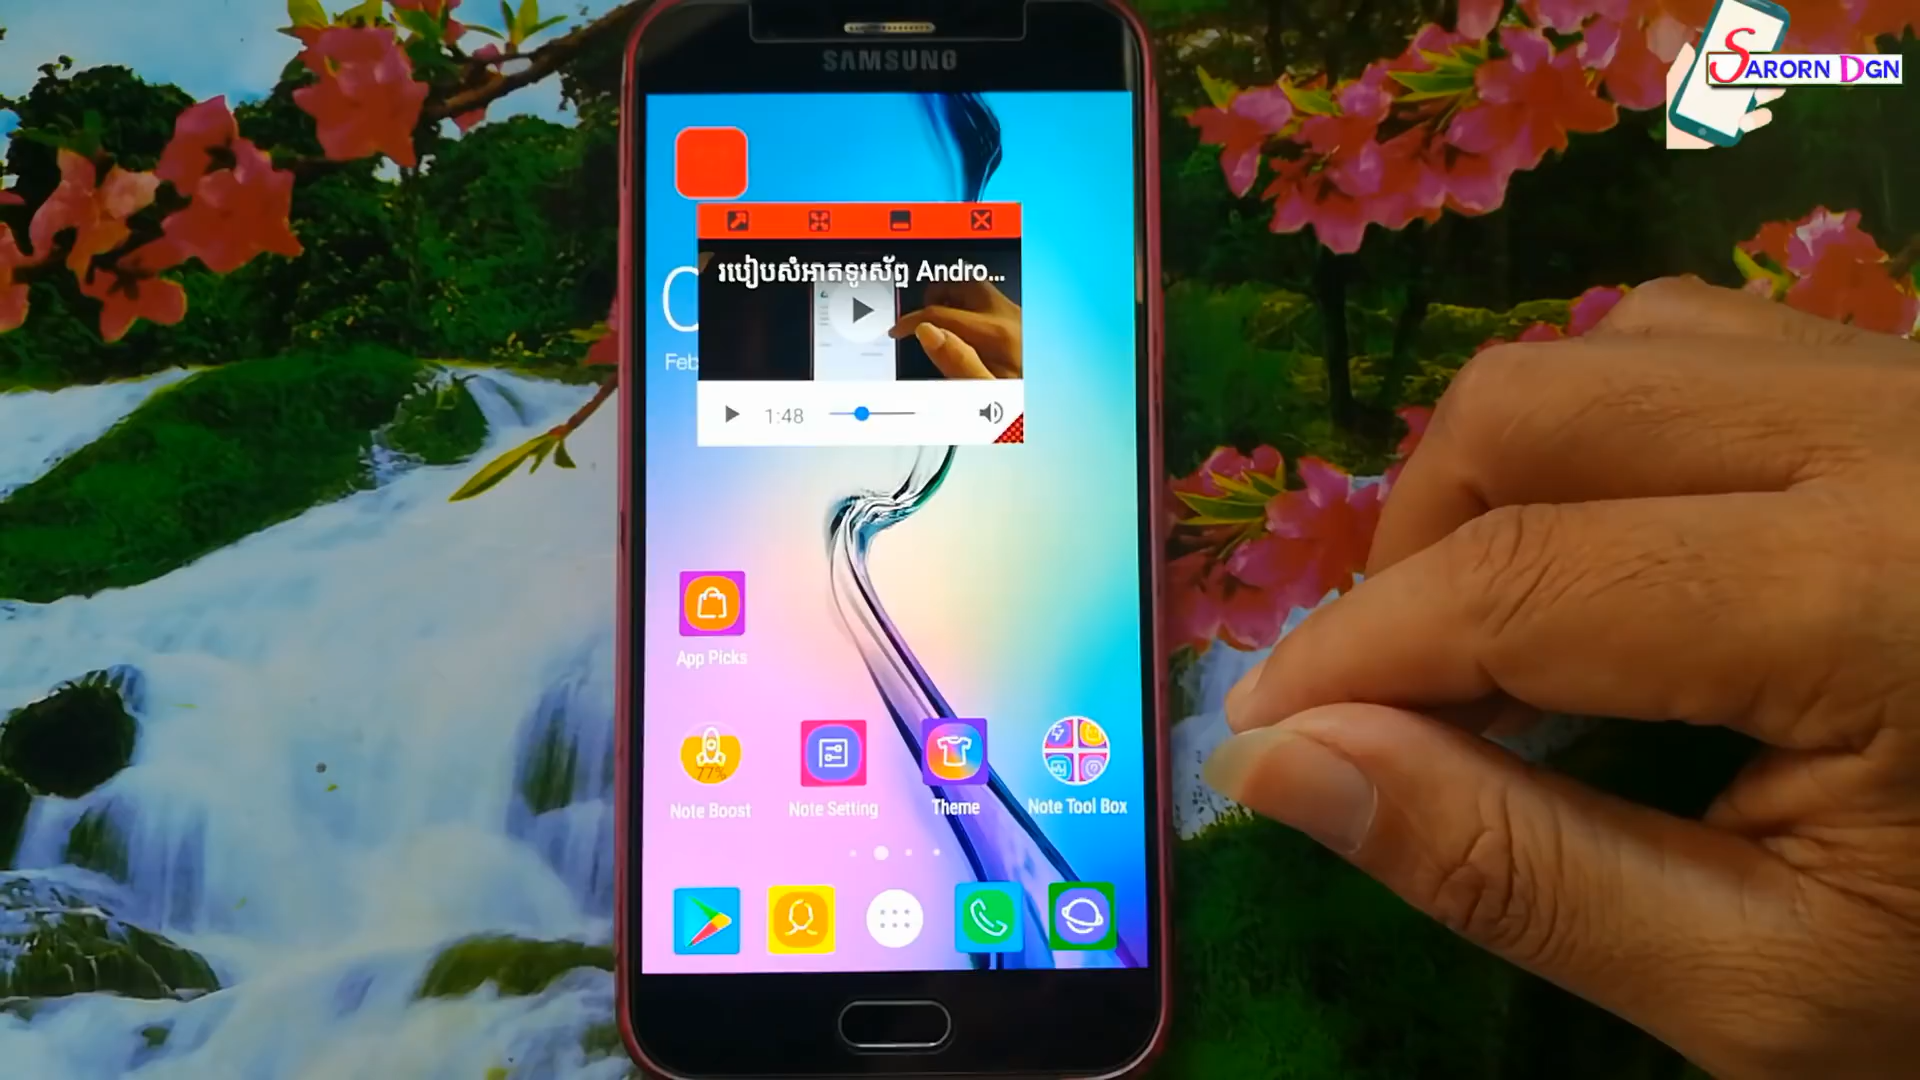 SAMSUNG
SARORN DGN
របៀបសំអាតទូរស័ព្ទ Andro...
Feb
1:48
App Picks
77%
Note Boost
Note Setting
Theme
Note Tool Box